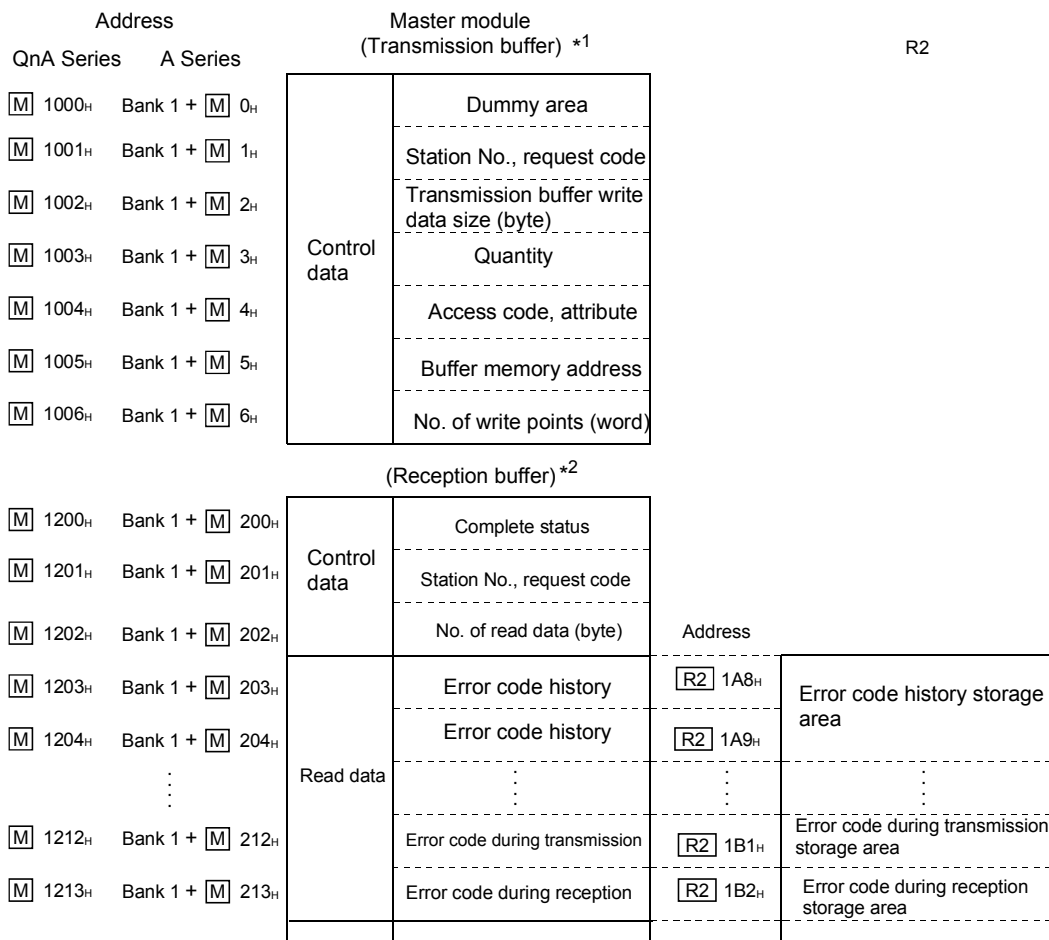 Address
Master module
(Transmission buffer) *1
R2
QnA Series A Series
M 1000H Bank 1 + M 0H
Dummy area
M 1001H Bank 1 + M 1H
Station No., request code
M 1002H Bank 1 + M 2H
Transmission buffer write
data size (byte)
M 1003H Bank 1 + M 3H
Control
data
Quantity
M 1004H Bank 1 + M 4H
Access code, attribute
M 1005H Bank 1 + M 5H
Buffer memory address
M 1006H Bank 1 + M 6H
No. of write points (word)
(Reception buffer) *2
M 1200H Bank 1 + M 200H
Complete status
M 1201H Bank 1 + M 201H
Control
data
Station No., request code
M 1202H Bank 1 + M 202H
No. of read data (byte)
Address
M 1203H Bank 1 + M 203H
Error code history
R2 1A8H
Error code history storage
area
M 1204H Bank 1 + M 204H
Error code history
R2 1A9H
Read data
M 1212H Bank 1 + M 212H
Error code during transmission
R2 1B1H
Error code during transmission
storage area
M 1213H Bank 1 + M 213H
Error code during reception
R2 1B2H
Error code during reception
storage area